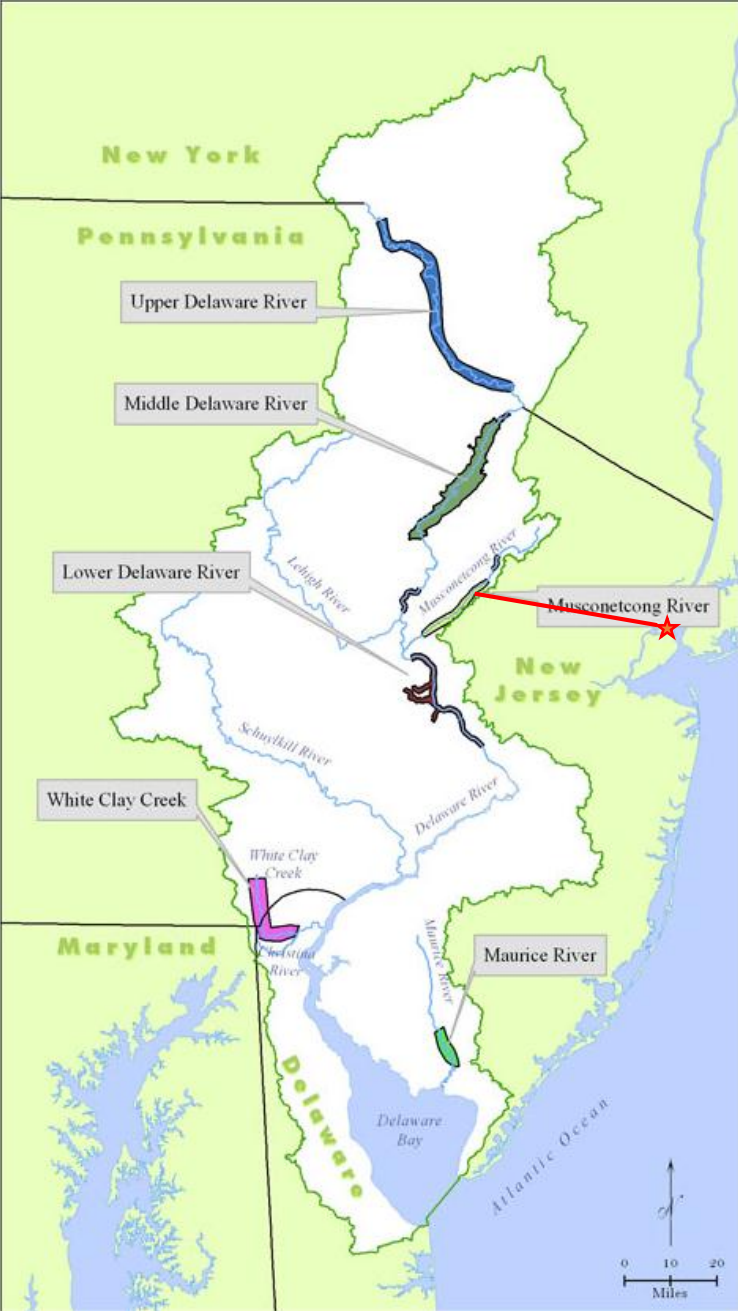 New York
Pennsylvania
Upper Delaware River
Middle Delaware River
Musconetcong River
Lehigh River
Lower Delaware River
Musconetcong River
New
Jersey
Schuylkill River
White Clay Creek
Delaware River
White Clay
Creek
Maryland
Christina
River
Maurice River
Maurice River
Delaware
Delaware
Bay
Atlantic Ocean
N
0 10 20
Miles